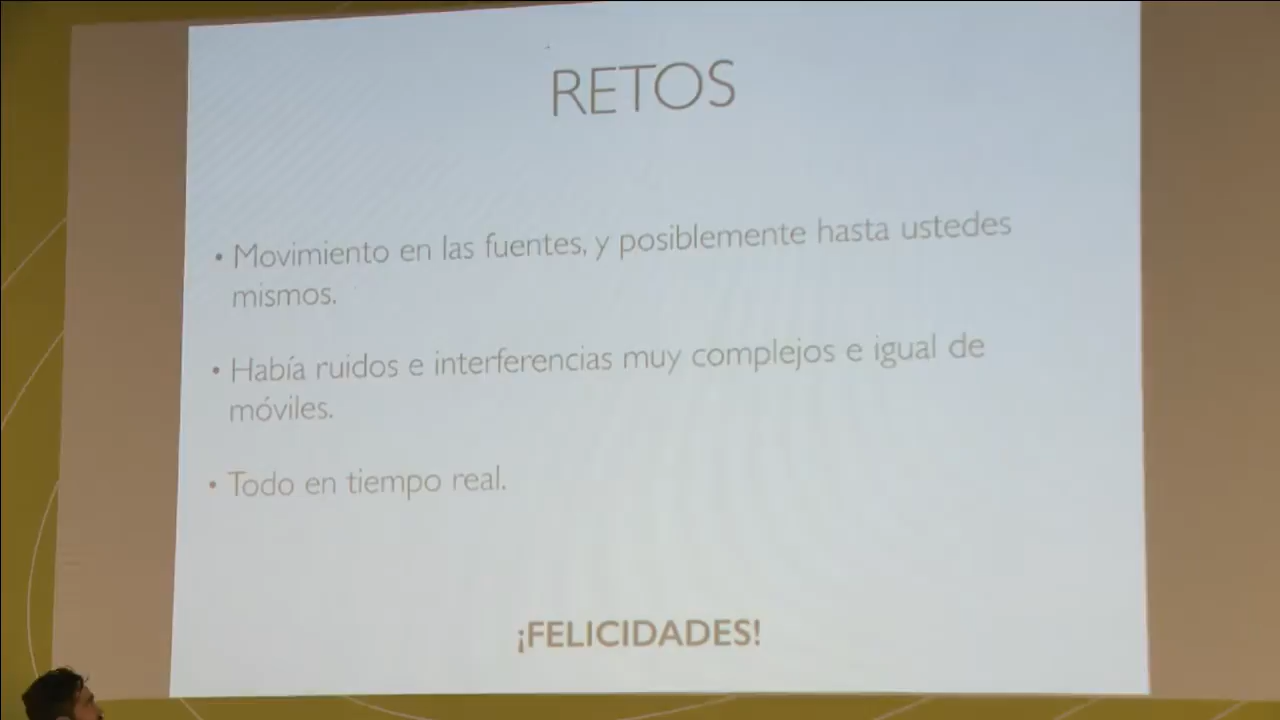 RETOS
• Movimiento en las fuentes, y posiblemente hasta ustedes
mismos.
• Había ruidos e interferencias muy complejos e igual de
móviles.
• Todo en tiempo real.
¡FELICIDADES!